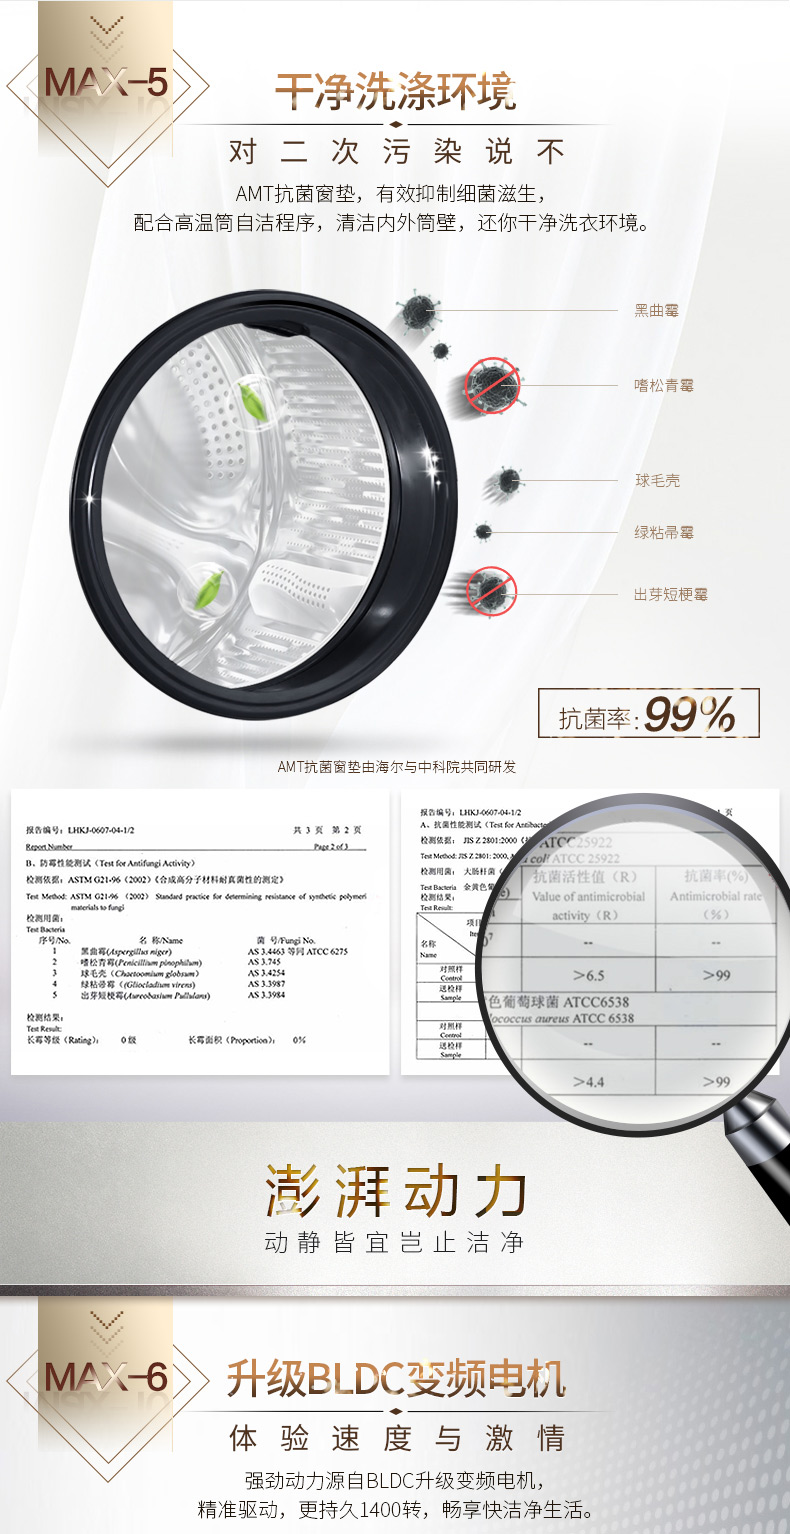 MAX-5
干净洗涤环境
对二次污染说不
AMT抗菌窗垫，有效抑制细菌滋生，
配合高温筒自洁程序，清洁内外筒壁，还你干净洗衣环境。
黑曲霉
嗜松青霉
球毛壳
绿粘帚霉
出芽短梗霉
抗菌率:99%
AMT抗菌窗垫由海尔与中科院共同研发
报告编号：LHKJ-0607-04-1/2 共 3 页 第 2 页
Report Number Page 2 of 3
B、防霉性能测试（Test for Antifungi Activity）
检测依据：ASTM G21-96（2002）《合成高分子材料耐真菌性的测定》
Test Method: ASTM G21-96 （2002） Standard practice for determining resistance of synthetic polymeri
materials to fungi
检测用菌：
Test Bacteria
序号/No. 名 称/Name 菌 号/Fungi No.
1 黑曲霉(Aspergillus niger) AS 3.4463 等同 ATCC 6275
2 嗜松青霉(Penicillium pinophilum) AS 3.745
3 球毛壳（Chaetoomium globsum） AS 3.4254
4 绿粘帚霉（(Gliocladium virens) AS 3.3987
5 出芽短梗霉(Aureobasium Pullulans) AS 3.3984
检测结果：
Test Result:
长霉等级（Rating）： 0 级 长霉面积（Proportion）： 0%
报告编号：LHKJ-0607-04-1/2 页
A、抗菌性能测试（Test for Antibacte
检测依据： JIS Z 2801:2000《抗
Test Method: JIS Z 2801: 2000, A
检测用菌： 大肠杆菌（
Test Bacteria 金黄色葡
检测结果：
Test Result:
项目
Ite
名称
Name
对照样
Control
送检样
Sample
对照样
Control
送检样
Sample
ATCC25922
coli ATCC 25922
抗菌活性值（R） 抗菌率(%)
Value of antimicrobial Antimicrobial rate
activity（R） （%）
-- --
>6.5 >99
色葡萄球菌 ATCC6538
ococcus aureus ATCC 6538
-- --
>4.4 >99
澎湃动力
动静皆宜岂止洁净
MAX-6
升级BLDC变频电机
体验速度与激情
强劲动力源自BLDC升级变频电机，
精准驱动，更持久1400转，畅享快洁净生活。